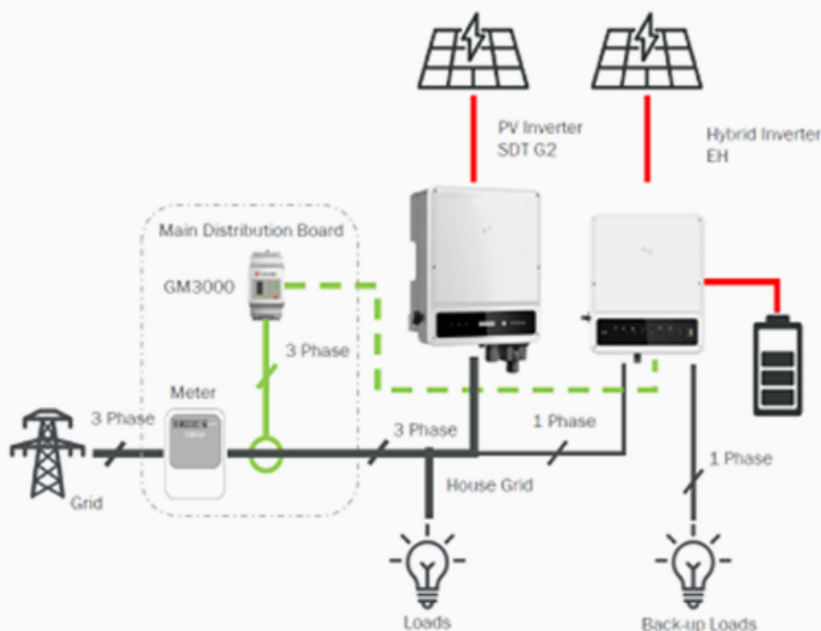 PV Inverter
SDT G2
Hybrid Inverter
EH
Main Distribution Board
GM3000
3 Phase
Meter
3 Phase
3 Phase
1 Phase
House Grid
1 Phase
Grid
Loads
Back-up Loads